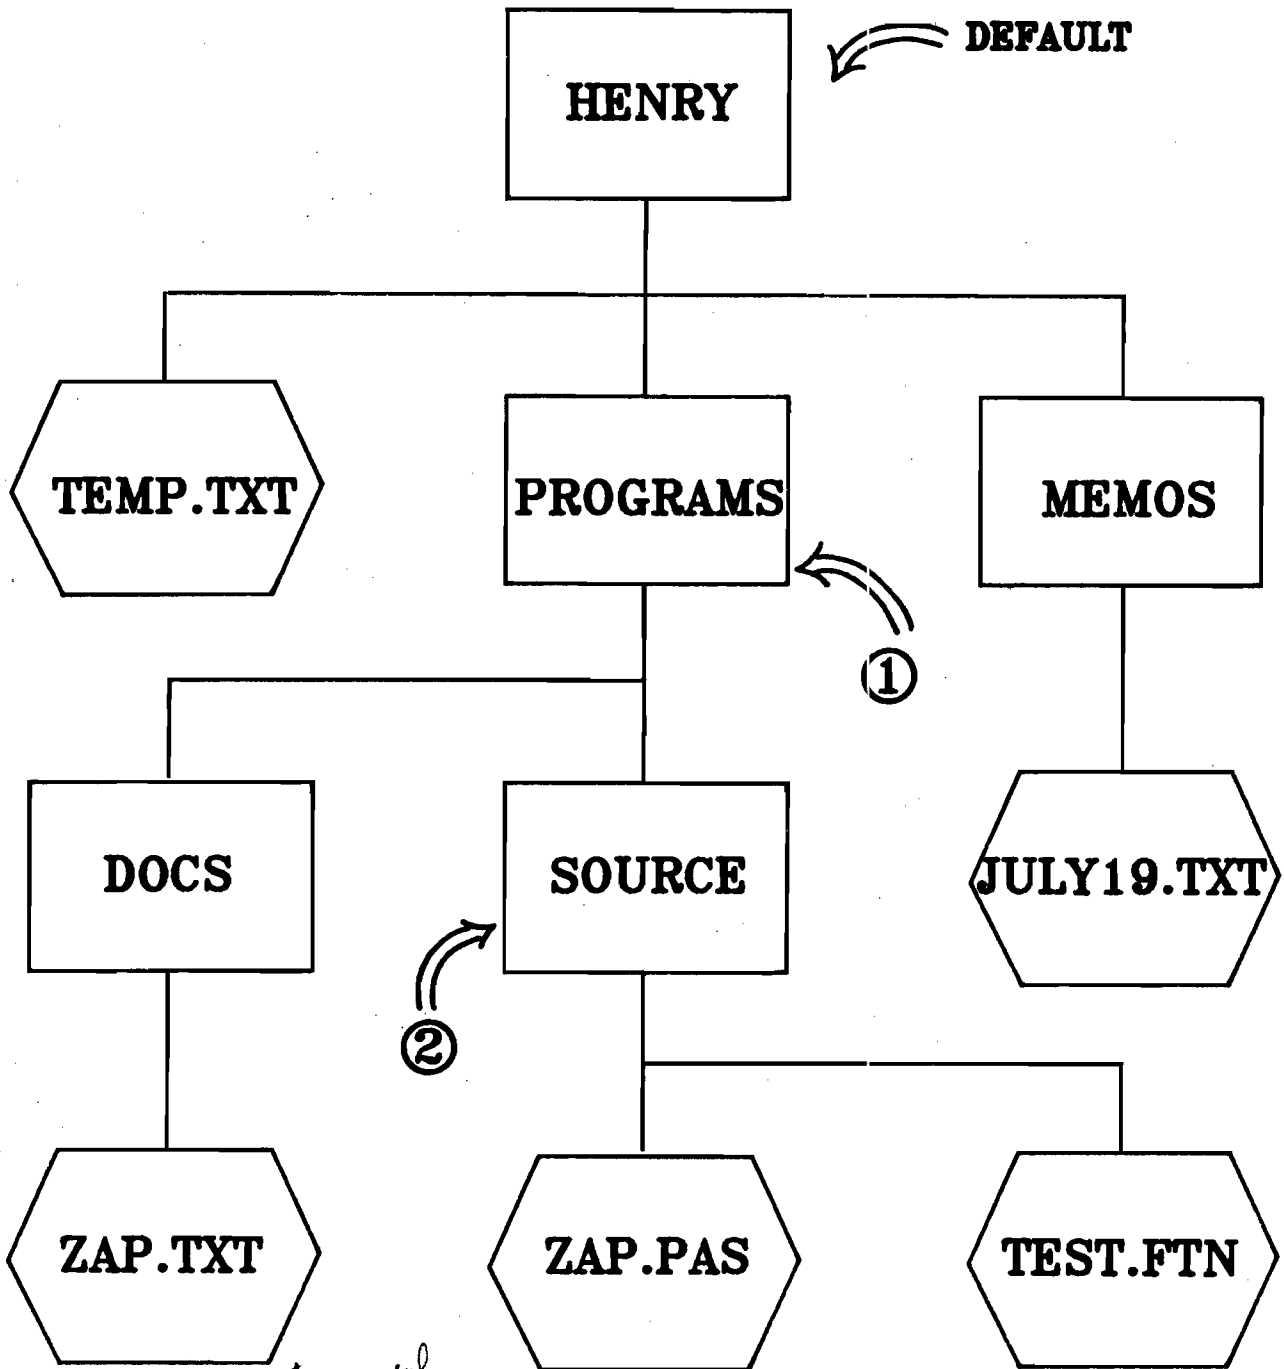 DEFAULT
HENRY
TEMP.TXT
PROGRAMS
MEMOS
1
DOCS
SOURCE
JULY19.TXT
2
ZAP.TXT
ZAP.PAS
TEST.FTN